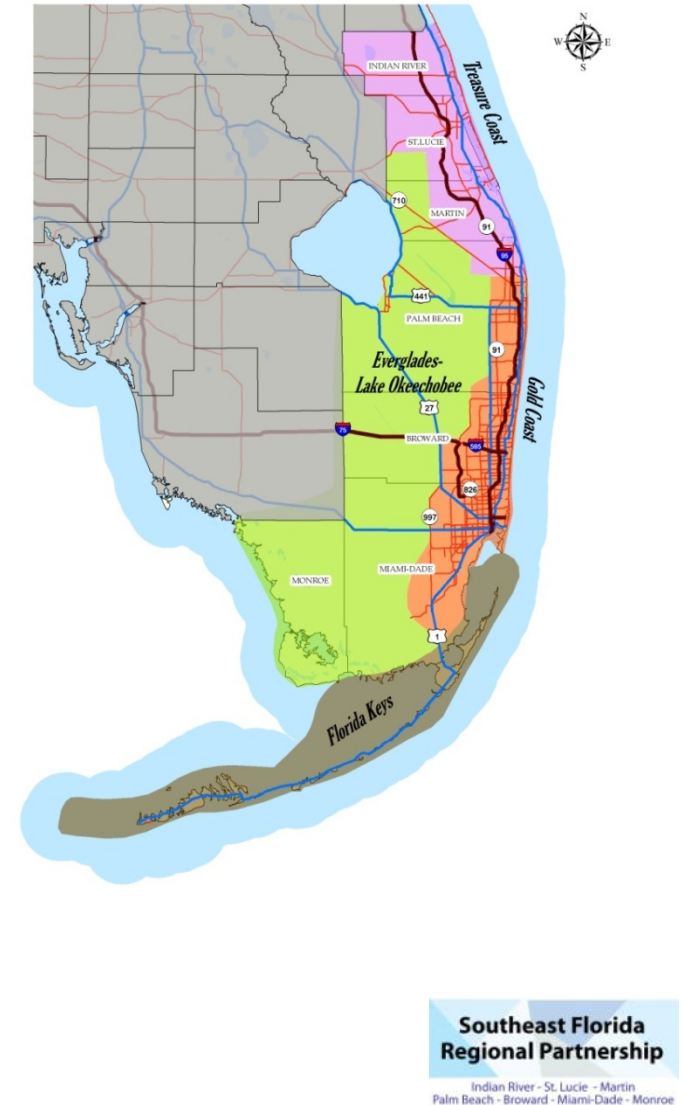 N
W E
S
INDIAN RIVER
Treasure Coast
ST.LUCIE
710
MARTIN
91
95
441
PALM BEACH
91
Everglades-
Lake Okeechobee
Gold Coast
27
75
BROWARD
595
826
997
MIAMI-DADE
MONROE
1
Florida Keys
Southeast Florida
Regional Partnership
Indian River - St. Lucie - Martin
Palm Beach - Broward - Miami-Dade - Monroe